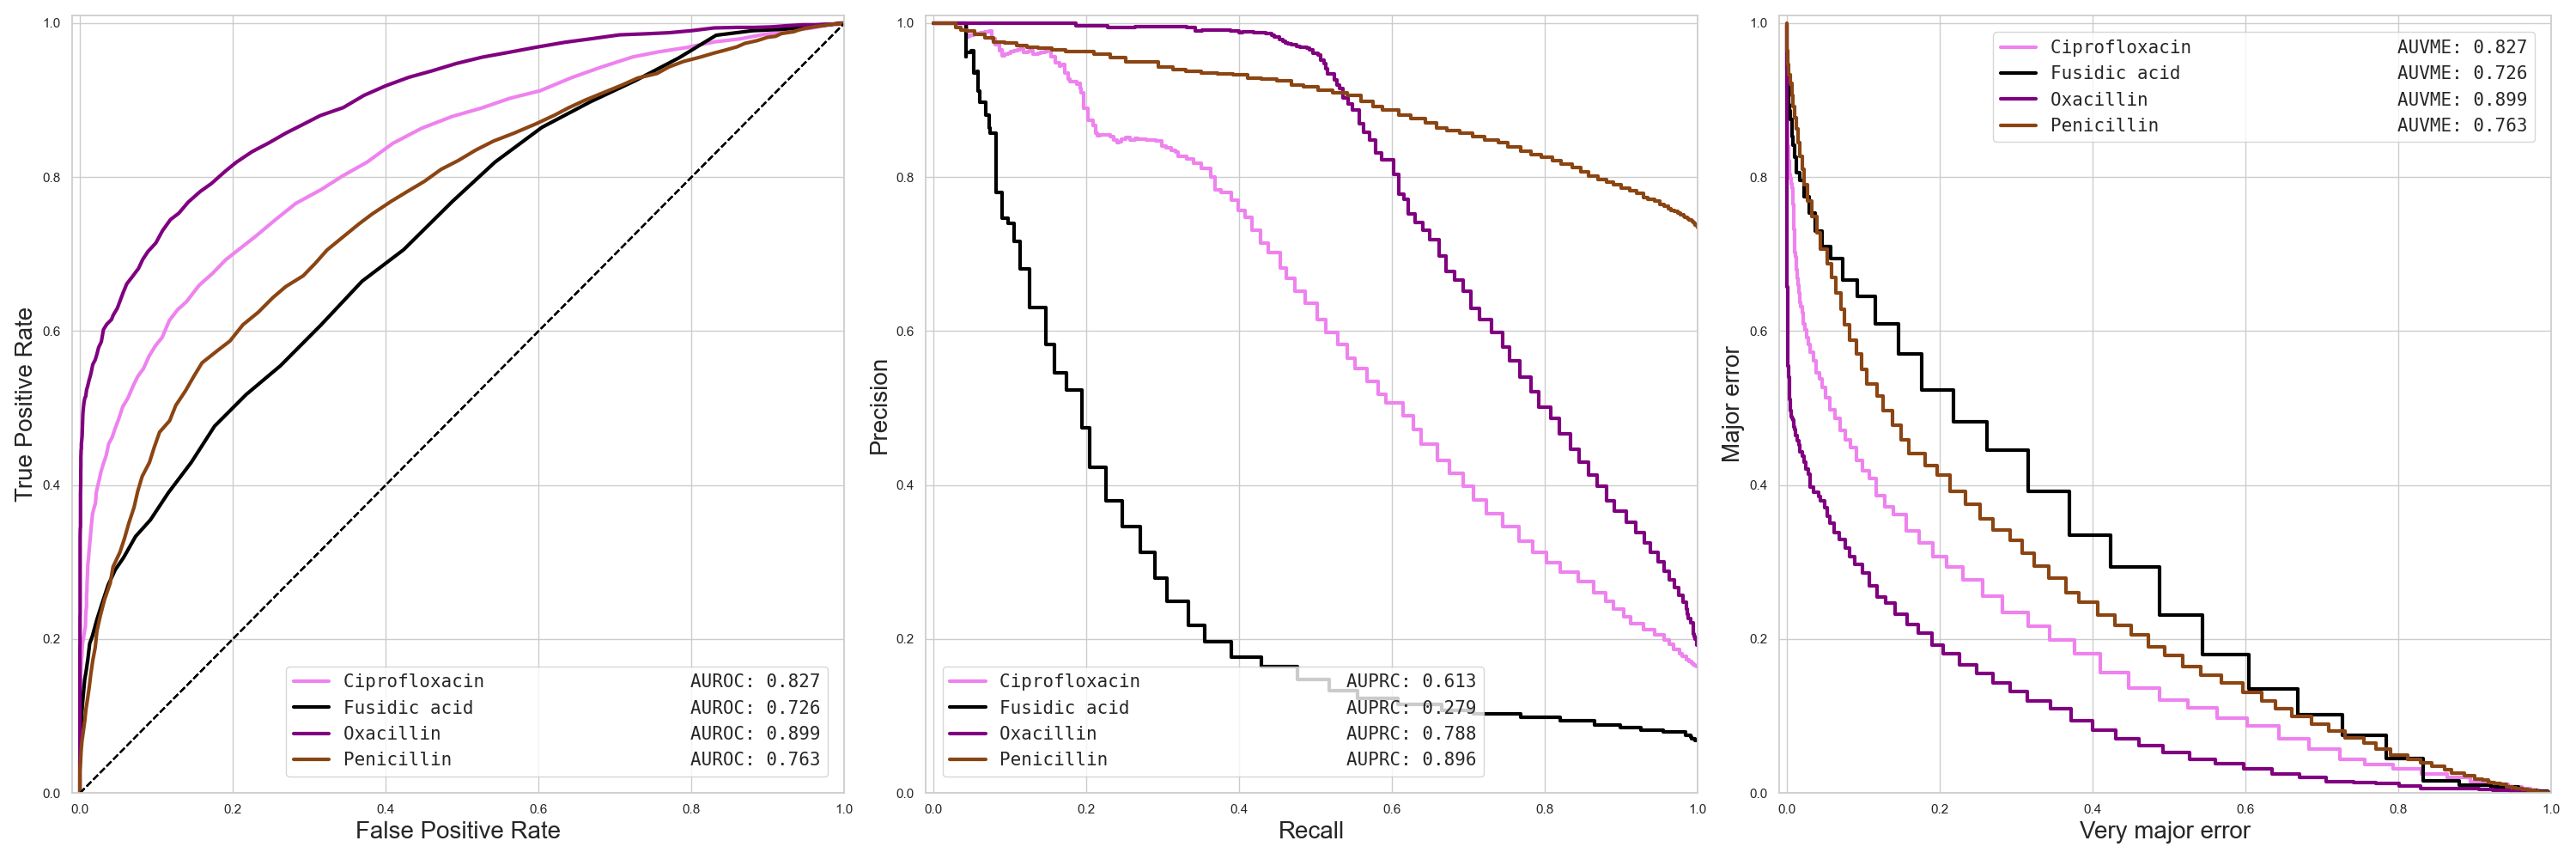 1.0
0.8
0.6
0.4
0.2
0.0
True Positive Rate
0.0 0.2 0.4 0.6 0.8 1.0
False Positive Rate
Ciprofloxacin AUROC: 0.827
Fusidic acid AUROC: 0.726
Oxacillin AUROC: 0.899
Penicillin AUROC: 0.763
1.0
0.8
0.6
0.4
0.2
0.0
Precision
0.0 0.2 0.4 0.6 0.8 1.0
Recall
Ciprofloxacin AUPRC: 0.613
Fusidic acid AUPRC: 0.279
Oxacillin AUPRC: 0.788
Penicillin AUPRC: 0.896
1.0
0.8
0.6
0.4
0.2
0.0
Major error
0.0 0.2 0.4 0.6 0.8 1.0
Very major error
Ciprofloxacin AUVME: 0.827
Fusidic acid AUVME: 0.726
Oxacillin AUVME: 0.899
Penicillin AUVME: 0.763